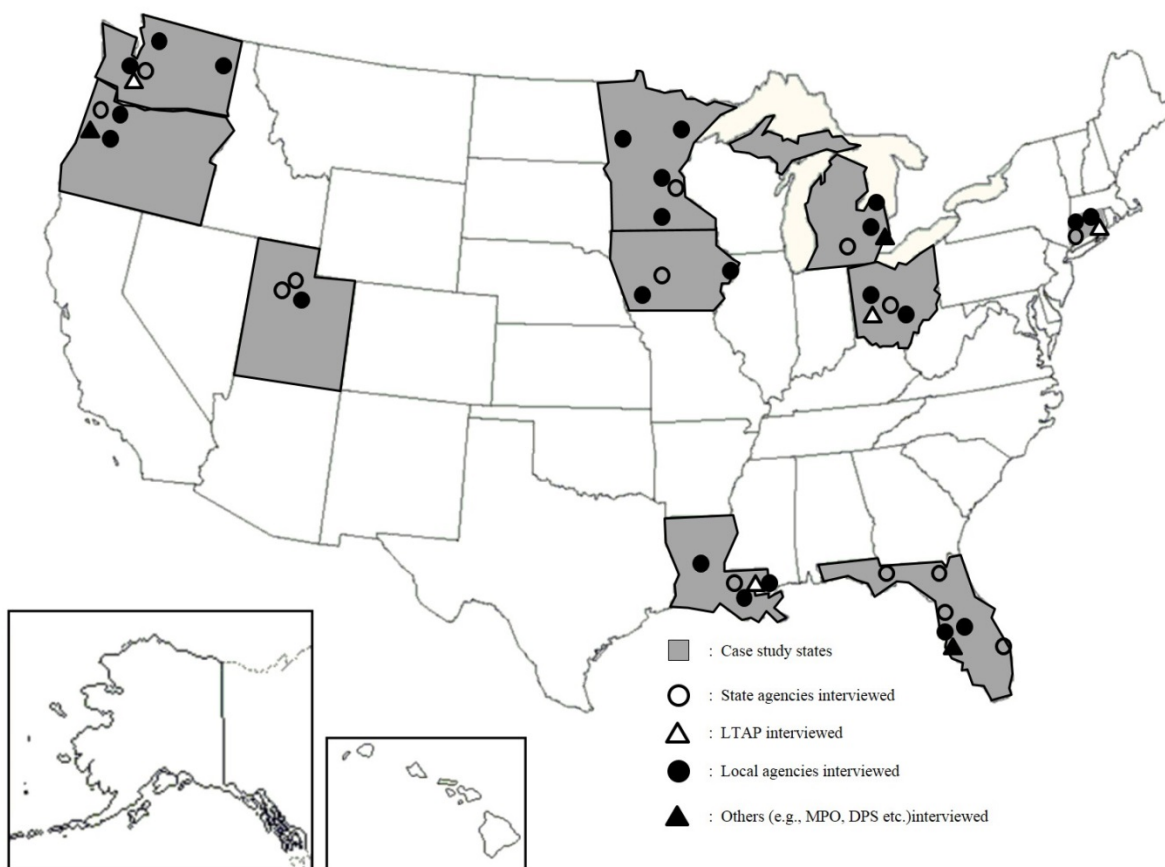 : Case study states
: State agencies interviewed
: LTAP interviewed
: Local agencies interviewed
: Others (e.g., MPO, DPS etc.)interviewed